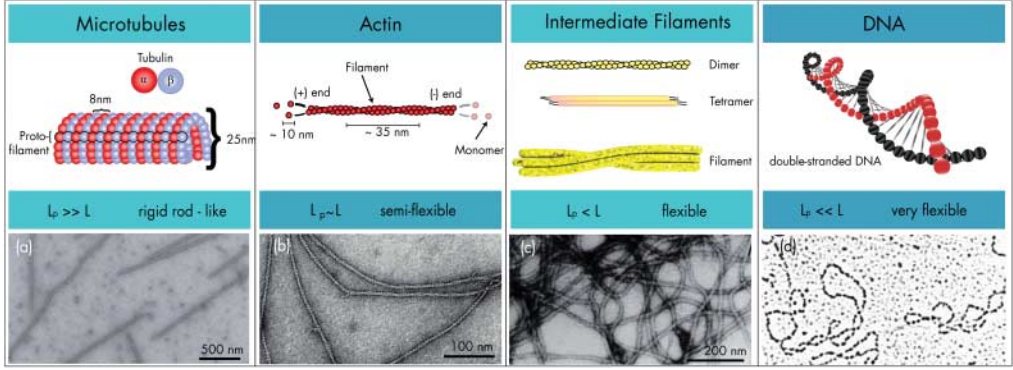 Microtubules
Tubulin
α β
8nm
Proto-
filament
25nm
Lₚ >> L rigid rod - like
(a)
500 nm
Actin
Filament
(+) end
(-) end
~ 10 nm
~ 35 nm
Monomer
L ₚ~L semi-flexible
(b)
100 nm
Intermediate Filaments
Dimer
Tetramer
Filament
Lₚ < L flexible
(c)
200 nm
DNA
double-stranded DNA
Lₚ << L very flexible
(d)